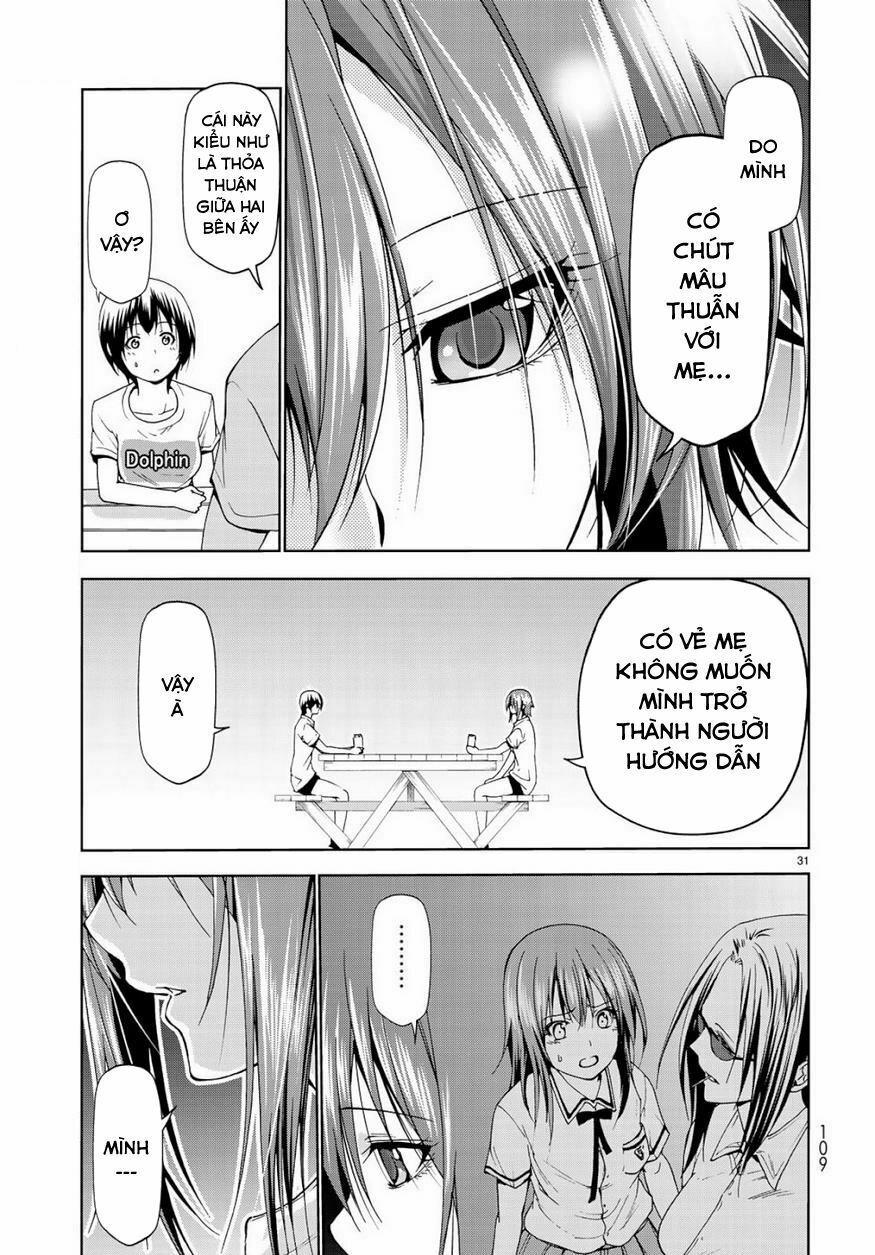 DO
MÌNH
CÓ
CHÚT
MÂU
THUẪN
VỚI
MẸ...
CÁI NÀY
KIỂU NHƯ
LÀ THỎA
THUẬN
GIỮA HAI
BÊN ẤY
Ơ
VẬY?
Dolphin
CÓ VẺ MẸ
KHÔNG MUỐN
MÌNH TRỞ
THÀNH NGƯỜI
HƯỚNG DẪN
VẬY
À
31
.........
MÌNH
---
109